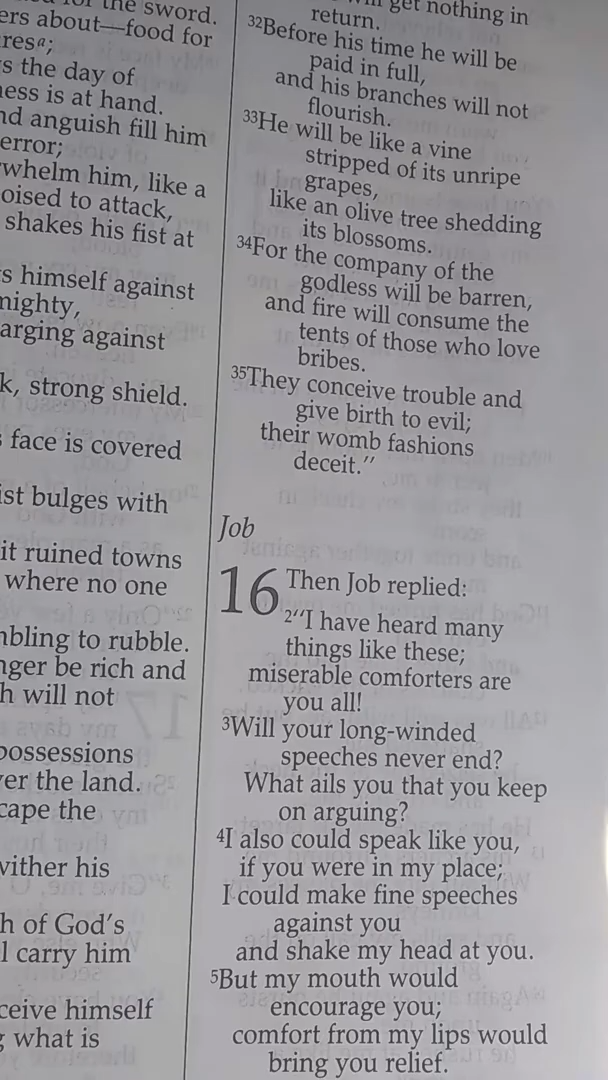 the sword.
ers about—food for
resª;
s the day of
ness is at hand.
nd anguish fill him
error;
whelm him, like a
oised to attack,
shakes his fist at
s himself against
mighty,
arging against
k, strong shield.
face is covered
ist bulges with
it ruined towns
where no one
mbling to rubble.
nger be rich and
h will not
possessions
ver the land.
cape the
wither his
h of God's
l carry him
ceive himself
g what is
get nothing in
return.
32Before his time he will be
paid in full,
and his branches will not
flourish.
33He will be like a vine
stripped of its unripe
grapes,
like an olive tree shedding
its blossoms.
34For the company of the
godless will be barren,
and fire will consume the
tents of those who love
bribes.
35They conceive trouble and
give birth to evil;
their womb fashions
deceit."
Job
16 Then Job replied:
2"I have heard many
things like these;
miserable comforters are
you all!
3Will your long-winded
speeches never end?
What ails you that you keep
on arguing?
4I also could speak like you,
if you were in my place;
I could make fine speeches
against you
and shake my head at you.
5But my mouth would
encourage you;
comfort from my lips would
bring you relief.